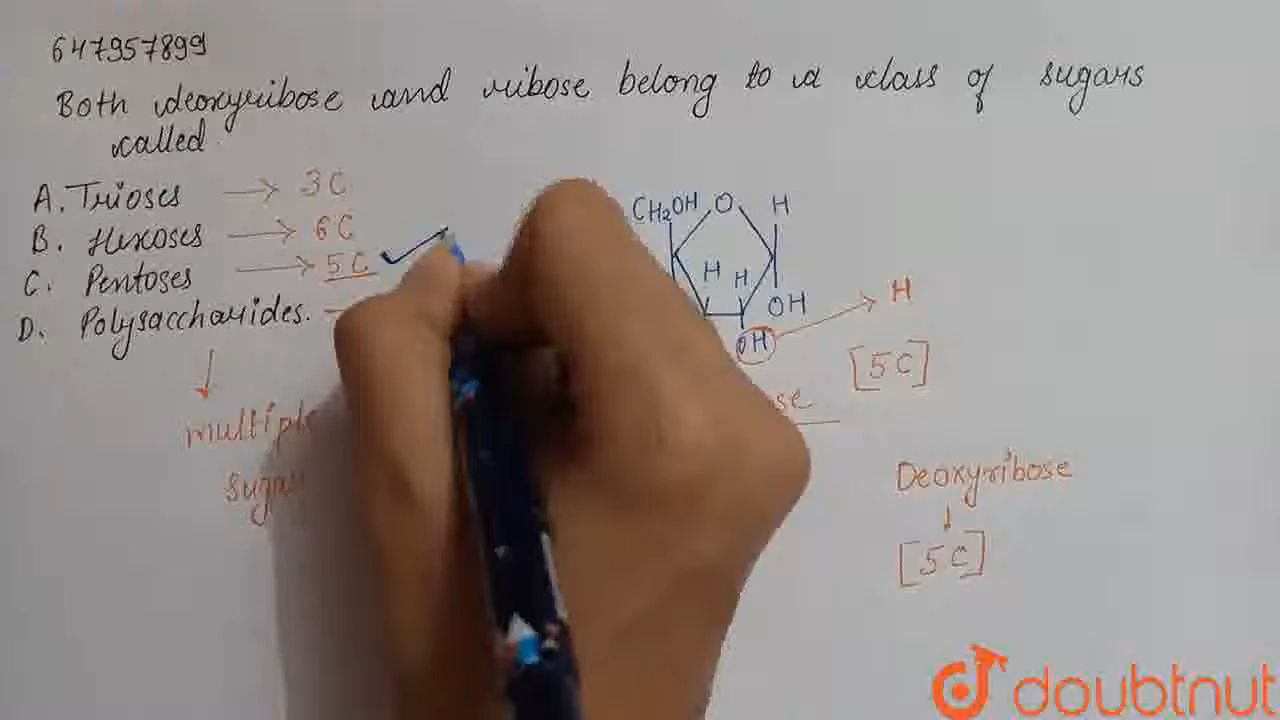 647957899
Both deoxyribose and ribose belong to a class of sugars
called
A. Trioses → 3C
B. Hexoses → 6C
C. Pentoses → 5C ✓
D. Polysaccharides. →
CH₂OH O H
H H
OH
OH → H
[5C]
Deoxyribose
↓
[5C]
doubtnut